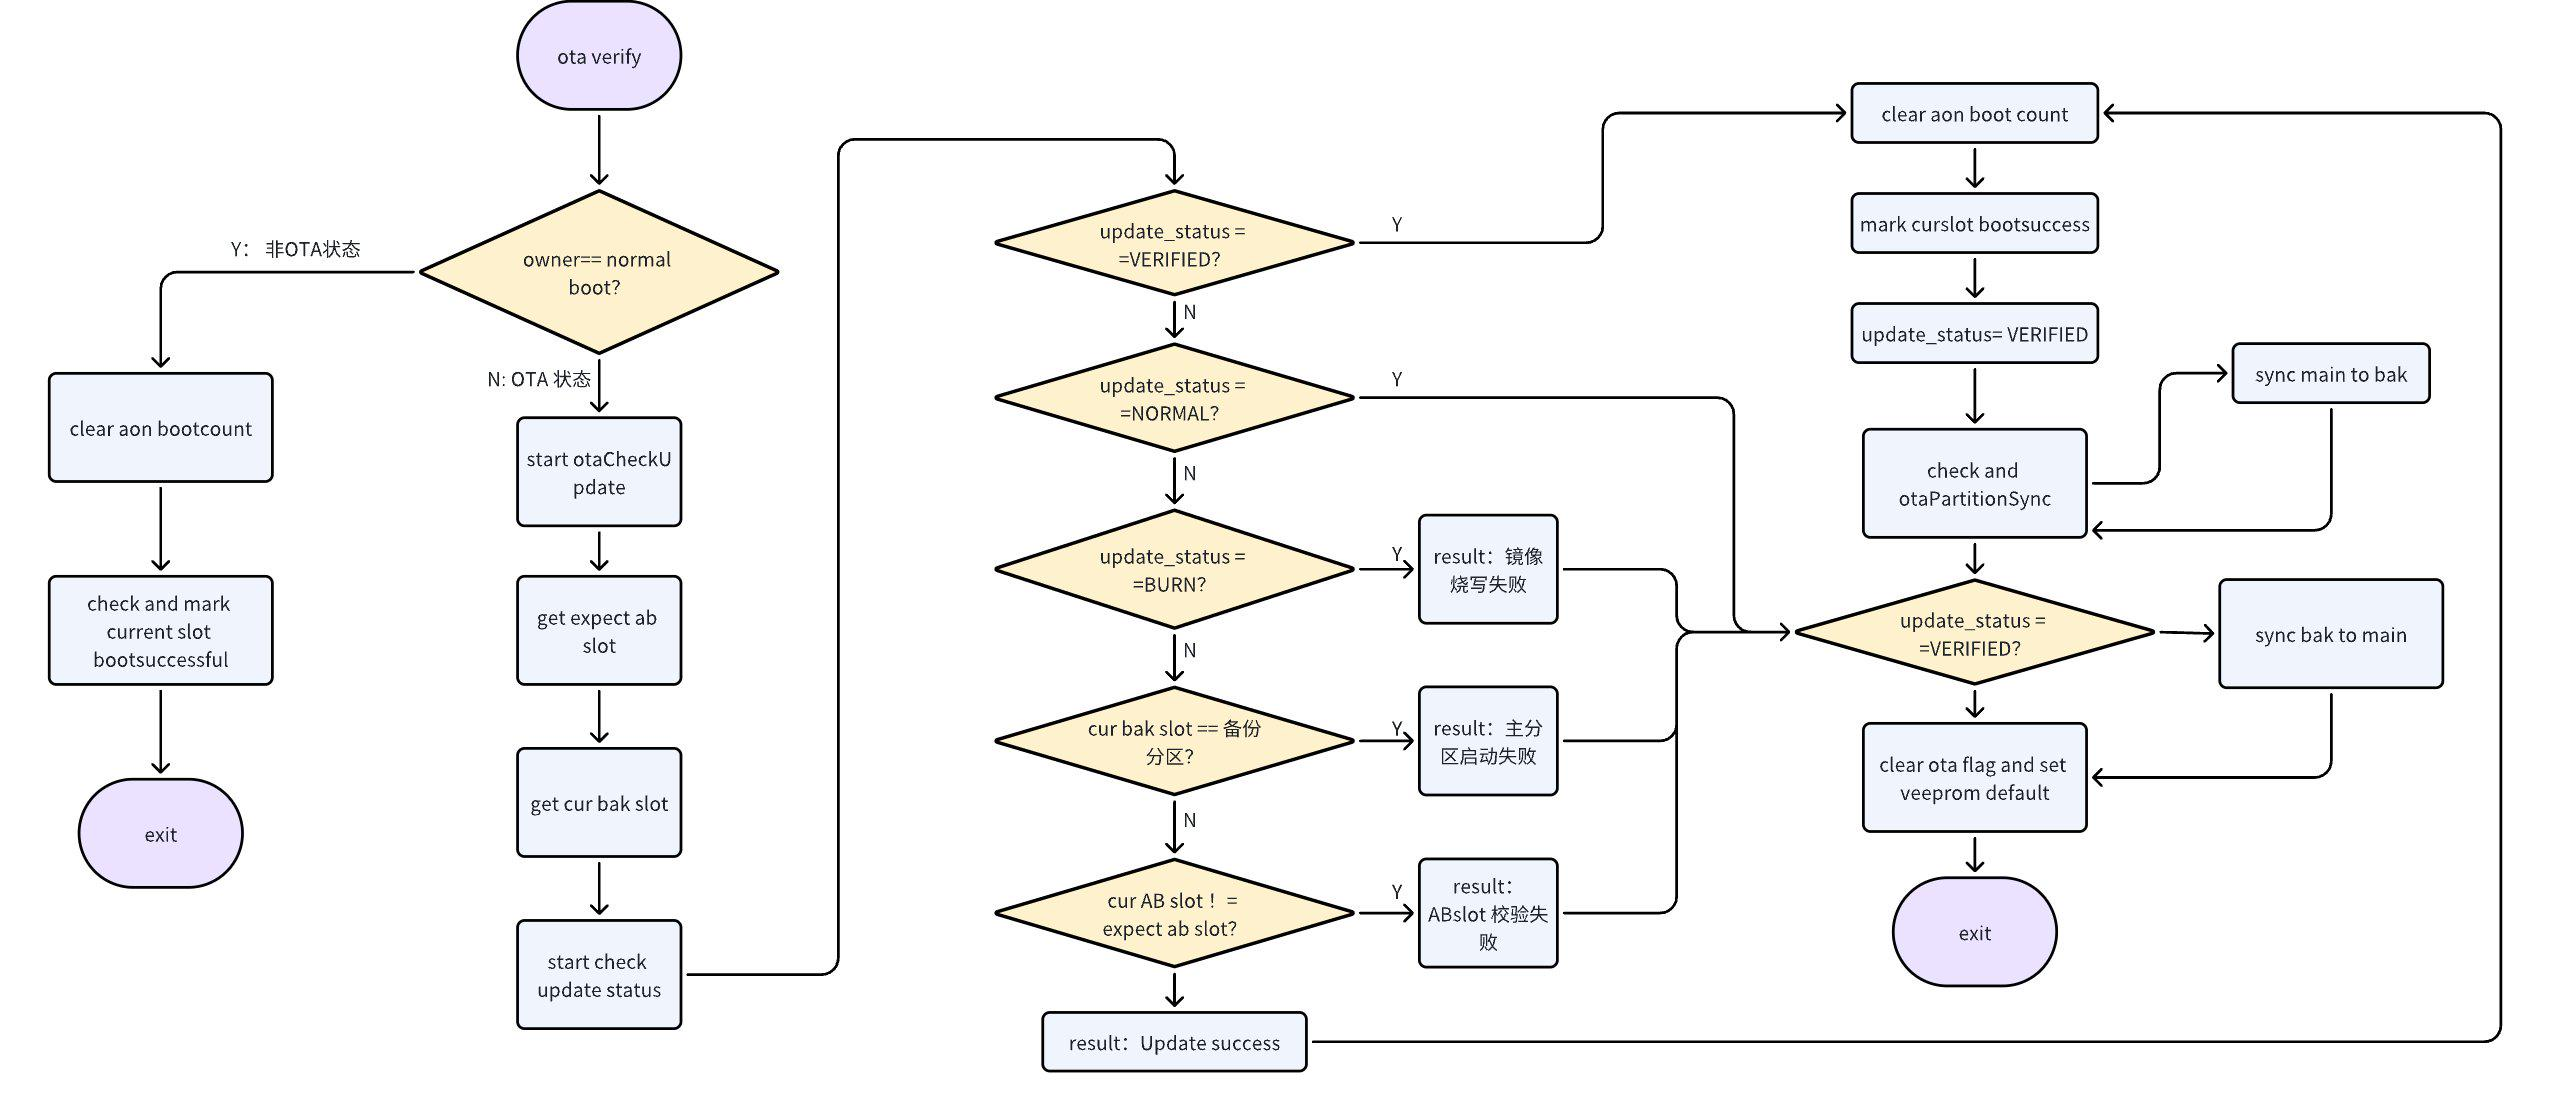 ota verify
owner== normal
boot?
Y： 非OTA状态
clear aon bootcount
check and mark
current slot
bootsuccessful
exit
N: OTA 状态
start otaCheckU
pdate
get expect ab
slot
get cur bak slot
start check
update status
update_status =
=VERIFIED?
Y
N
update_status =
=NORMAL?
Y
N
update_status =
=BURN?
Y
result：镜像
烧写失败
N
cur bak slot == 备份
分区?
Y
result：主分
区启动失败
N
cur AB slot！=
expect ab slot?
Y
result：
ABslot 校验失
败
result：Update success
clear aon boot count
mark curslot bootsuccess
update_status= VERIFIED
sync main to bak
check and
otaPartitionSync
update_status =
=VERIFIED?
sync bak to main
clear ota flag and set
veeprom default
exit